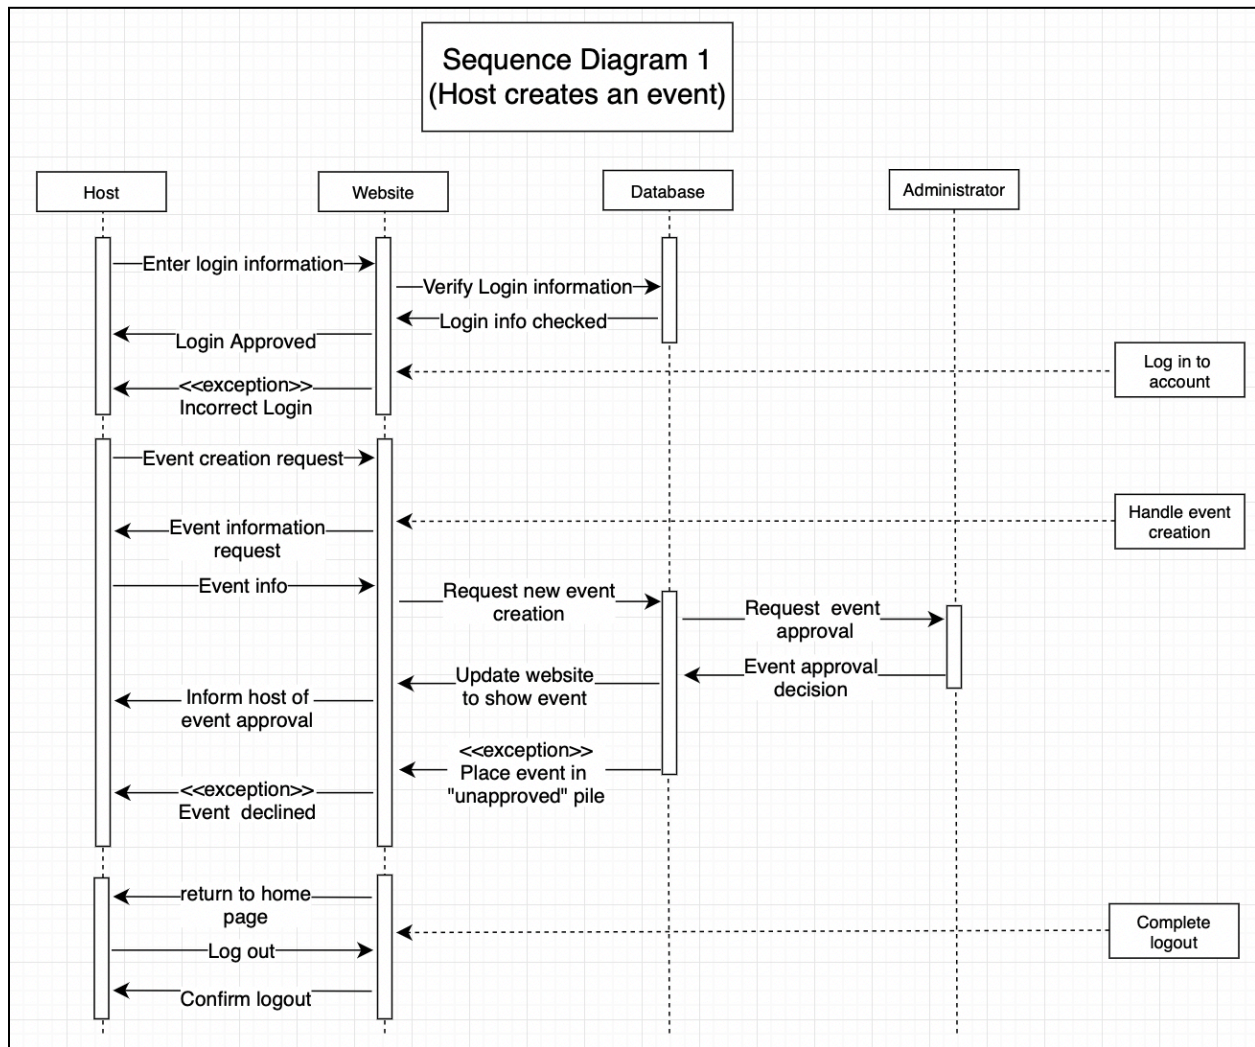 Sequence Diagram 1
(Host creates an event)
Host
Website
Database
Administrator
Enter login information
Verify Login information
Login info checked
Login Approved
Log in to
account
<<exception>>
Incorrect Login
Event creation request
Handle event
creation
Event information
request
Event info
Request new event
creation
Request event
approval
Event approval
decision
Update website
to show event
Inform host of
event approval
<<exception>>
Place event in
"unapproved" pile
<<exception>>
Event declined
return to home
page
Complete
logout
Log out
Confirm logout